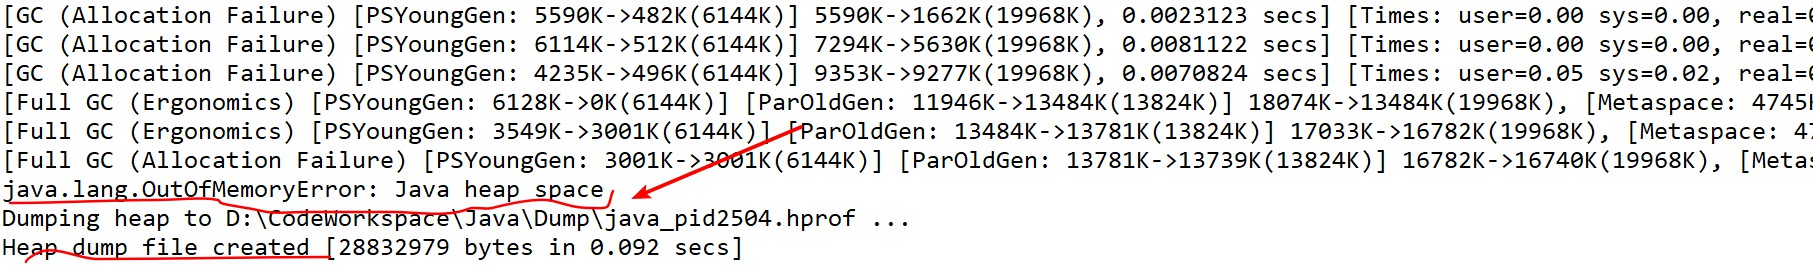 [GC (Allocation Failure) [PSYoungGen: 5590K->482K(6144K)] 5590K->1662K(19968K), 0.0023123 secs] [Times: user=0.00 sys=0.00, real=0
[GC (Allocation Failure) [PSYoungGen: 6114K->512K(6144K)] 7294K->5630K(19968K), 0.0081122 secs] [Times: user=0.00 sys=0.00, real=0
[GC (Allocation Failure) [PSYoungGen: 4235K->496K(6144K)] 9353K->9277K(19968K), 0.0070824 secs] [Times: user=0.05 sys=0.02, real=0
[Full GC (Ergonomics) [PSYoungGen: 6128K->0K(6144K)] [ParOldGen: 11946K->13484K(13824K)] 18074K->13484K(19968K), [Metaspace: 4745K
[Full GC (Ergonomics) [PSYoungGen: 3549K->3001K(6144K)] [ParOldGen: 13484K->13781K(13824K)] 17033K->16782K(19968K), [Metaspace: 47
[Full GC (Allocation Failure) [PSYoungGen: 3001K->3001K(6144K)] [ParOldGen: 13781K->13739K(13824K)] 16782K->16740K(19968K), [Metas
java.lang.OutOfMemoryError: Java heap space
Dumping heap to D:\CodeWorkspace\Java\Dump\java_pid2504.hprof ...
Heap dump file created [28832979 bytes in 0.092 secs]